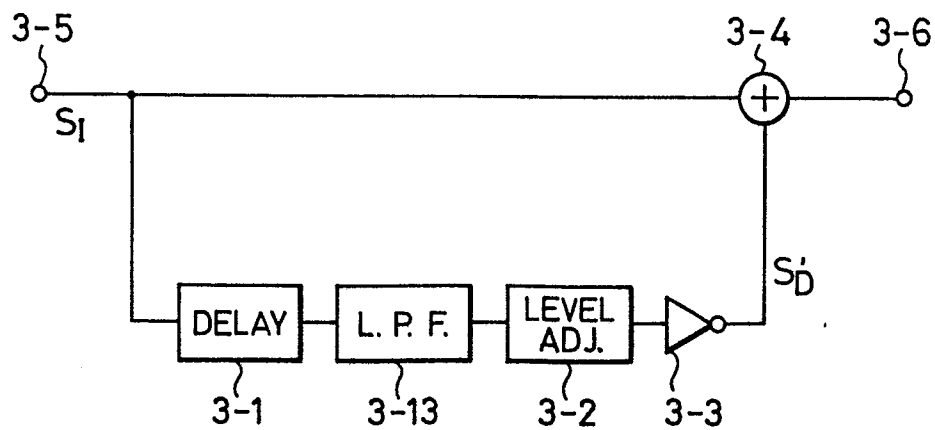 3-5
3-4
3-6
+
SI
S'D
DELAY
L. P. F.
LEVEL
ADJ.
3-1
3-13
3-2
3-3